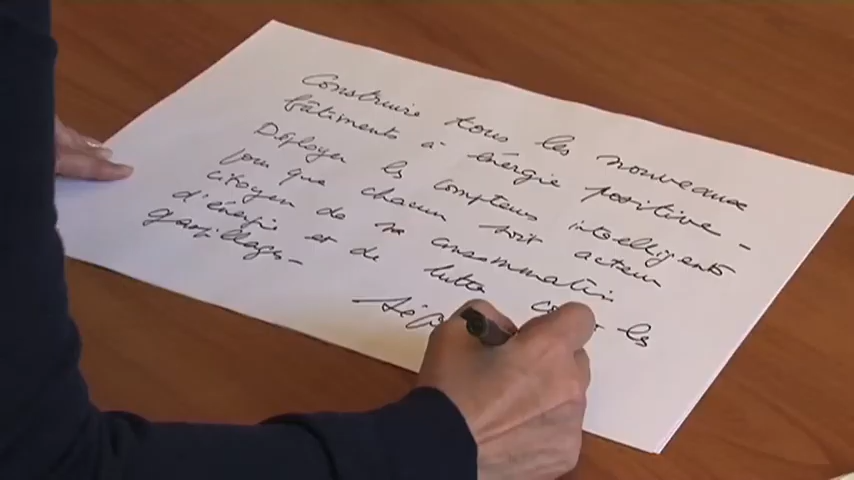 Construire tous les nouveaux
bâtiments à énergie positive -
Déployer les compteurs intelligents
pour que chacun soit acteur
citoyen de sa consommation
d'énergie et de lutte les
gaspillages -